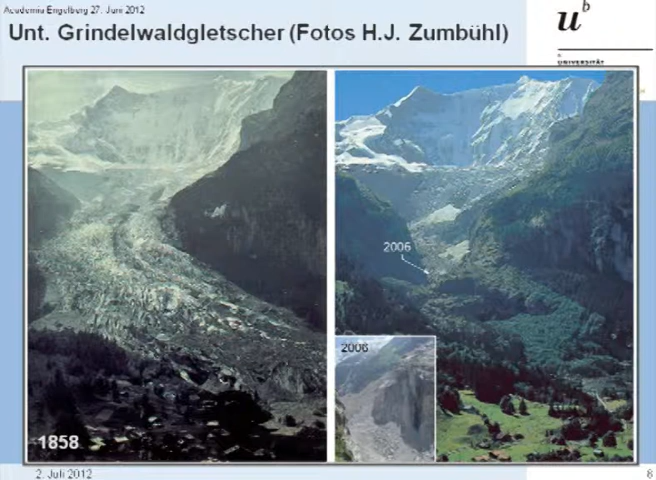 Academia Engelberg 27. Juni 2012
Unt. Grindelwaldgletscher (Fotos H.J. Zumbühl)
u^b
b
UNIVERSITÄT
2006
2006
1858
2. Juli 2012
8